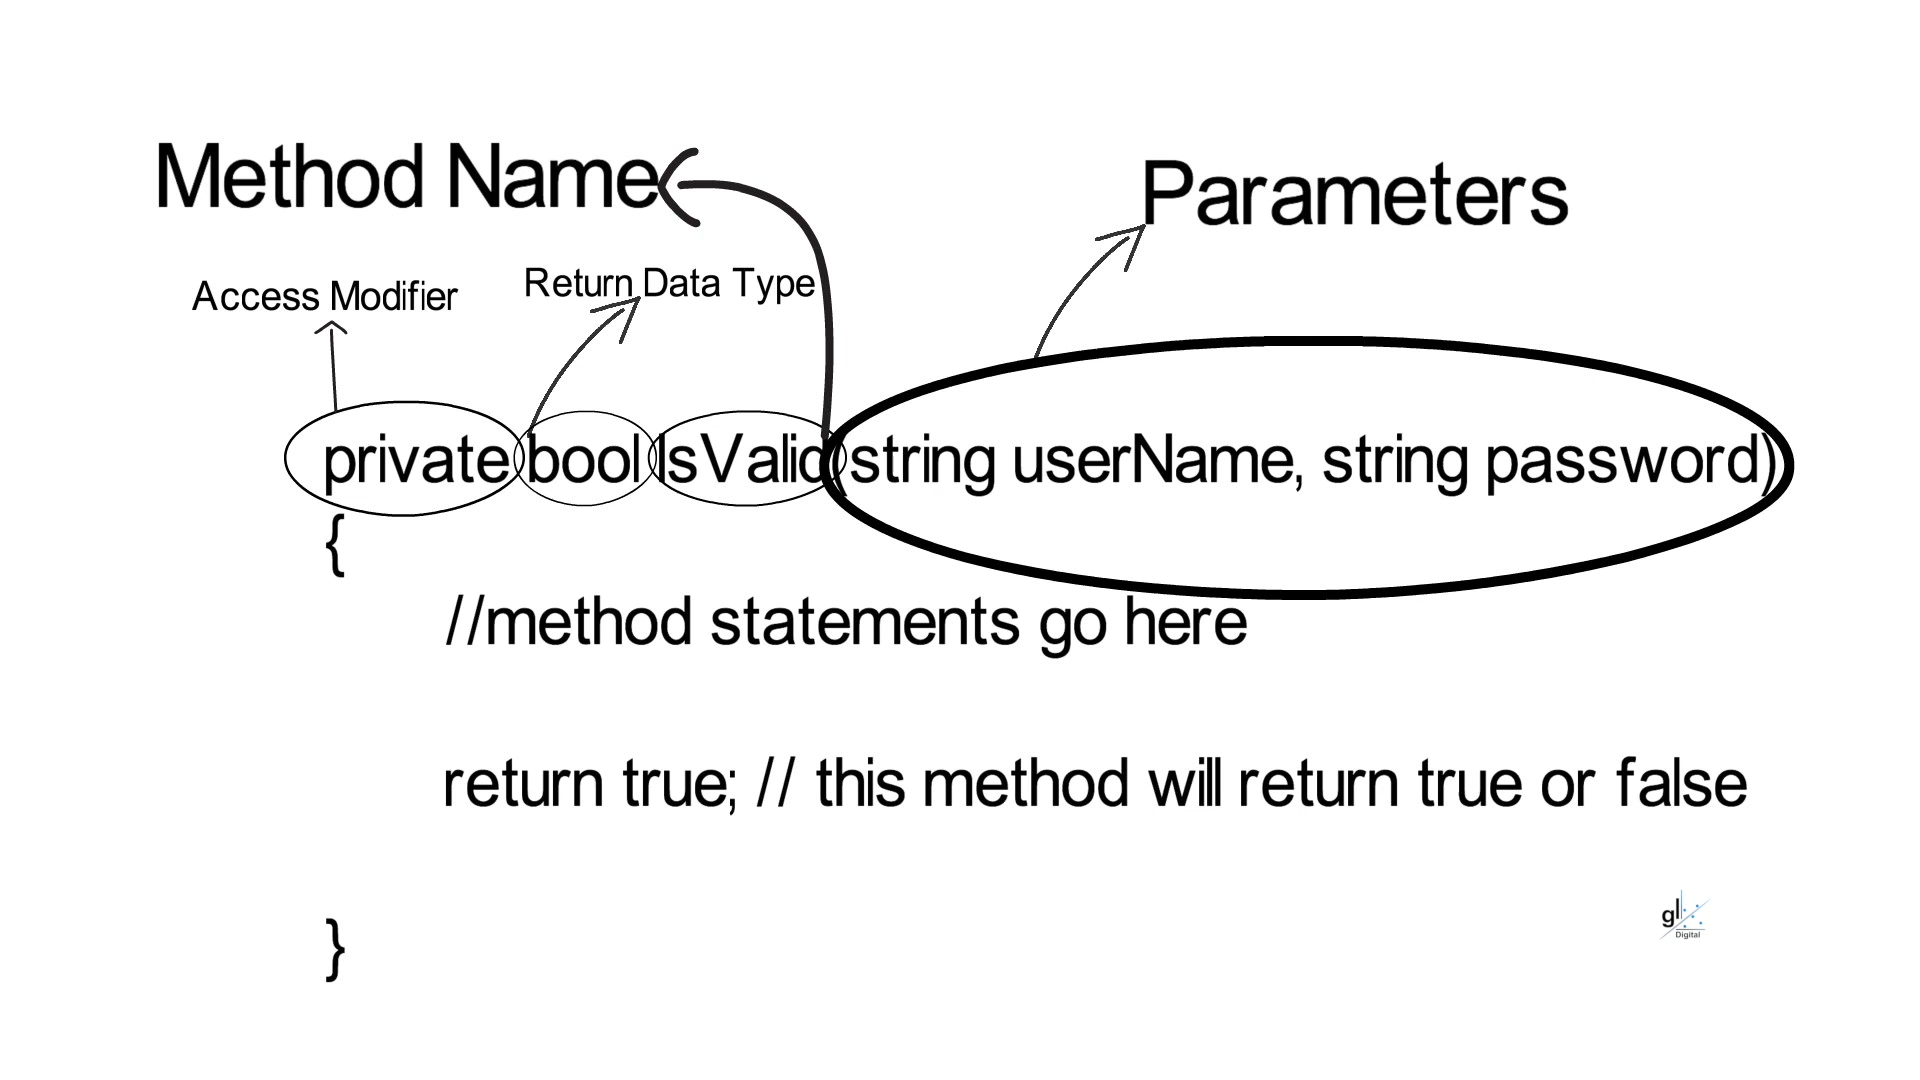 Method Name
Parameters
Access Modifier
Return Data Type
private bool IsValid(string userName, string password)
{
//method statements go here
return true; // this method will return true or false
}
gl
Digital